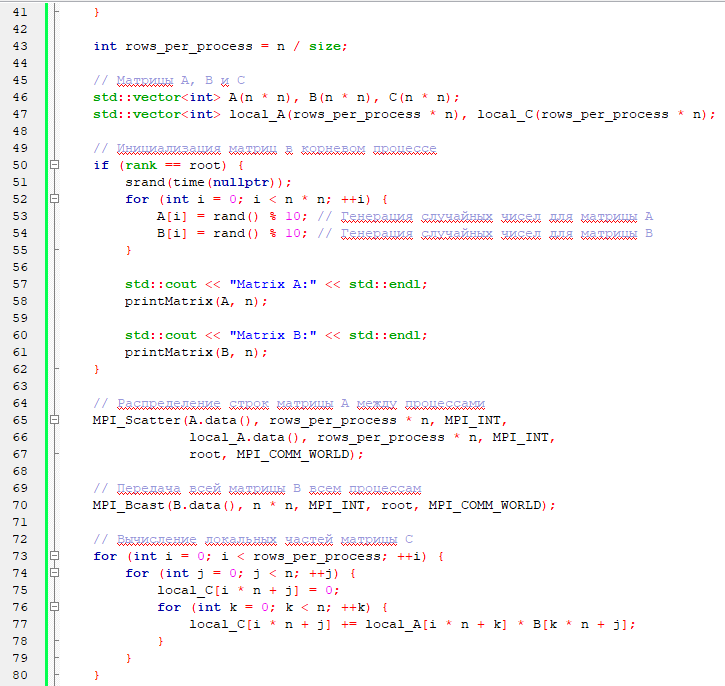 41 }
42
43 int rows_per_process = n / size;
44
45 // Матрицы A, B и C
46 std::vector<int> A(n * n), B(n * n), C(n * n);
47 std::vector<int> local_A(rows_per_process * n), local_C(rows_per_process * n);
48
49 // Инициализация матриц в корневом процессе
50 if (rank == root) {
51 srand(time(nullptr));
52 for (int i = 0; i < n * n; ++i) {
53 A[i] = rand() % 10; // Генерация случайных чисел для матрицы A
54 B[i] = rand() % 10; // Генерация случайных чисел для матрицы B
55 }
56
57 std::cout << "Matrix A:" << std::endl;
58 printMatrix(A, n);
59
60 std::cout << "Matrix B:" << std::endl;
61 printMatrix(B, n);
62 }
63
64 // Распределение строк матрицы A между процессами
65 MPI_Scatter(A.data(), rows_per_process * n, MPI_INT,
66 local_A.data(), rows_per_process * n, MPI_INT,
67 root, MPI_COMM_WORLD);
68
69 // Передача всей матрицы B всем процессам
70 MPI_Bcast(B.data(), n * n, MPI_INT, root, MPI_COMM_WORLD);
71
72 // Вычисление локальных частей матрицы C
73 for (int i = 0; i < rows_per_process; ++i) {
74 for (int j = 0; j < n; ++j) {
75 local_C[i * n + j] = 0;
76 for (int k = 0; k < n; ++k) {
77 local_C[i * n + j] += local_A[i * n + k] * B[k * n + j];
78 }
79 }
80 }